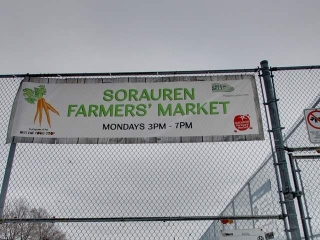 SORAUREN
FARMERS' MARKET
MONDAYS 3PM - 7PM